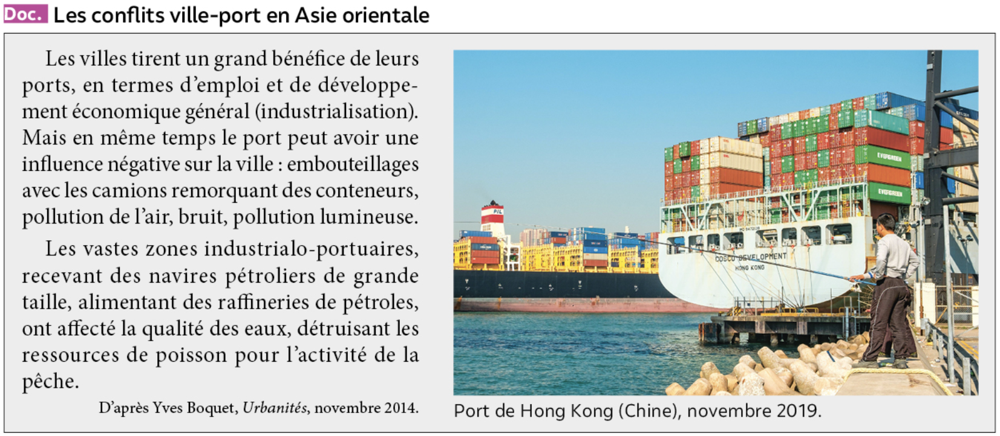 Doc. Les conflits ville-port en Asie orientale
Les villes tirent un grand bénéfice de leurs
ports, en termes d'emploi et de développe-
ment économique général (industrialisation).
Mais en même temps le port peut avoir une
influence négative sur la ville : embouteillages
avec les camions remorquant des conteneurs,
pollution de l'air, bruit, pollution lumineuse.
Les vastes zones industrialo-portuaires,
recevant des navires pétroliers de grande
taille, alimentant des raffineries de pétroles,
ont affecté la qualité des eaux, détruisant les
ressources de poisson pour l'activité de la
pêche.
D'après Yves Boquet, Urbanités, novembre 2014.
EVERGREEN
EVERGREEN
PIL
COSCO DEVELOPMENT
HONG KONG
Port de Hong Kong (Chine), novembre 2019.